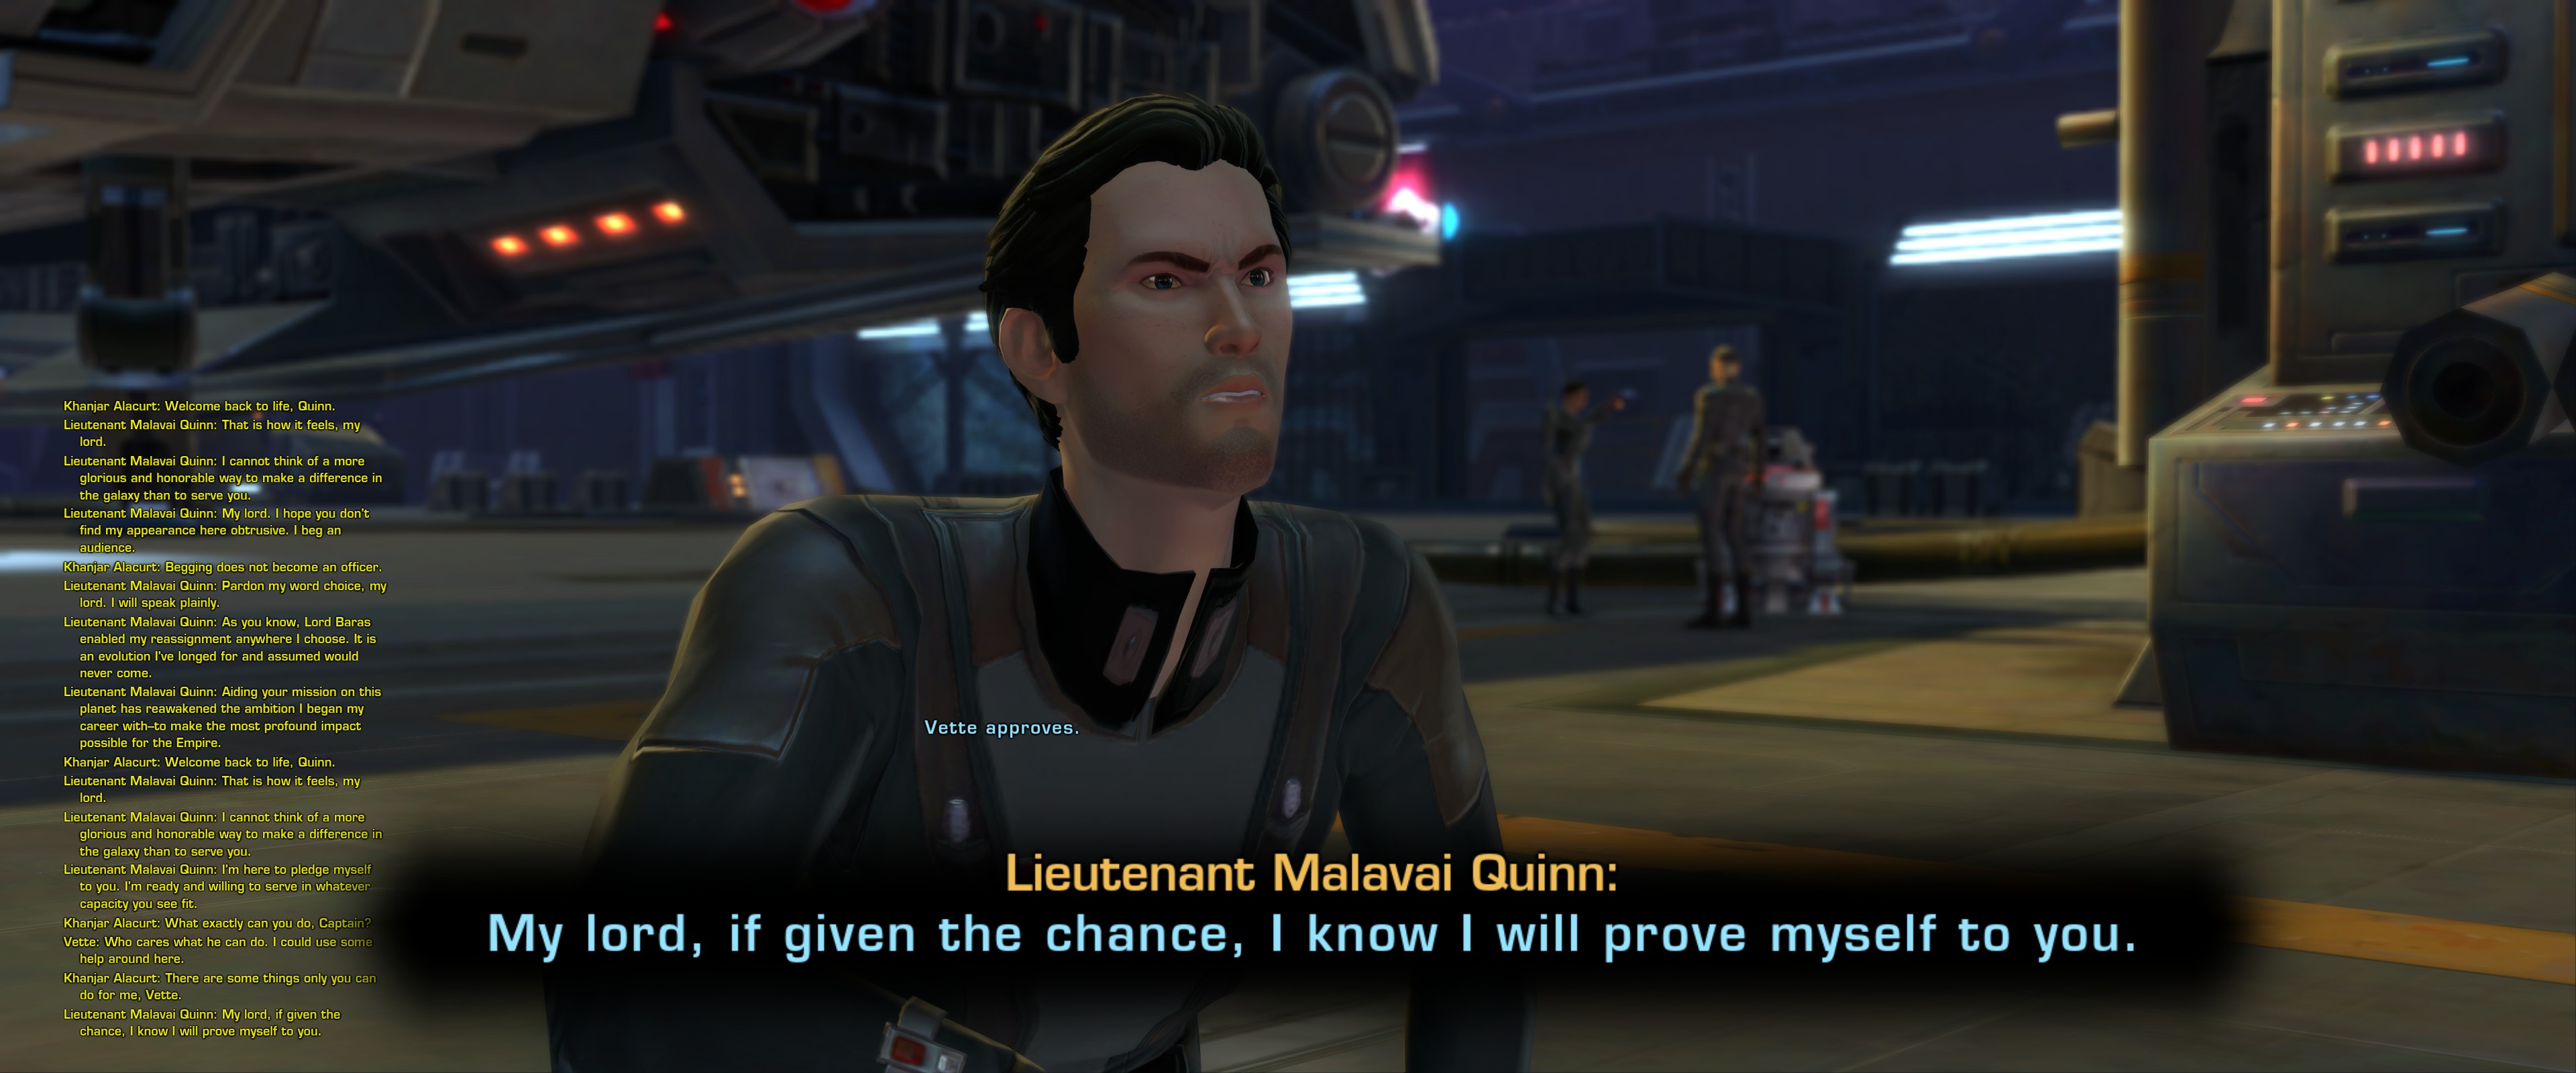 Khanjar Alacurt: Welcome back to life, Quinn.
Lieutenant Malavai Quinn: That is how it feels, my
lord.
Lieutenant Malavai Quinn: I cannot think of a more
glorious and honorable way to make a difference in
the galaxy than to serve you.
Lieutenant Malavai Quinn: My lord. I hope you don't
find my appearance here obtrusive. I beg an
audience.
Khanjar Alacurt: Begging does not become an officer.
Lieutenant Malavai Quinn: Pardon my word choice, my
lord. I will speak plainly.
Lieutenant Malavai Quinn: As you know, Lord Baras
enabled my reassignment anywhere I choose. It is
an evolution I've longed for and assumed would
never come.
Lieutenant Malavai Quinn: Aiding your mission on this
planet has reawakened the ambition I began my
career with–to make the most profound impact
possible for the Empire.
Khanjar Alacurt: Welcome back to life, Quinn.
Lieutenant Malavai Quinn: That is how it feels, my
lord.
Lieutenant Malavai Quinn: I cannot think of a more
glorious and honorable way to make a difference in
the galaxy than to serve you.
Lieutenant Malavai Quinn: I'm here to pledge myself
to you. I'm ready and willing to serve in whatever
capacity you see fit.
Khanjar Alacurt: What exactly can you do, Captain?
Vette: Who cares what he can do. I could use some
help around here.
Khanjar Alacurt: There are some things only you can
do for me, Vette.
Lieutenant Malavai Quinn: My lord, if given the
chance, I know I will prove myself to you.
Vette approves.
Lieutenant Malavai Quinn:
My lord, if given the chance, I know I will prove myself to you.